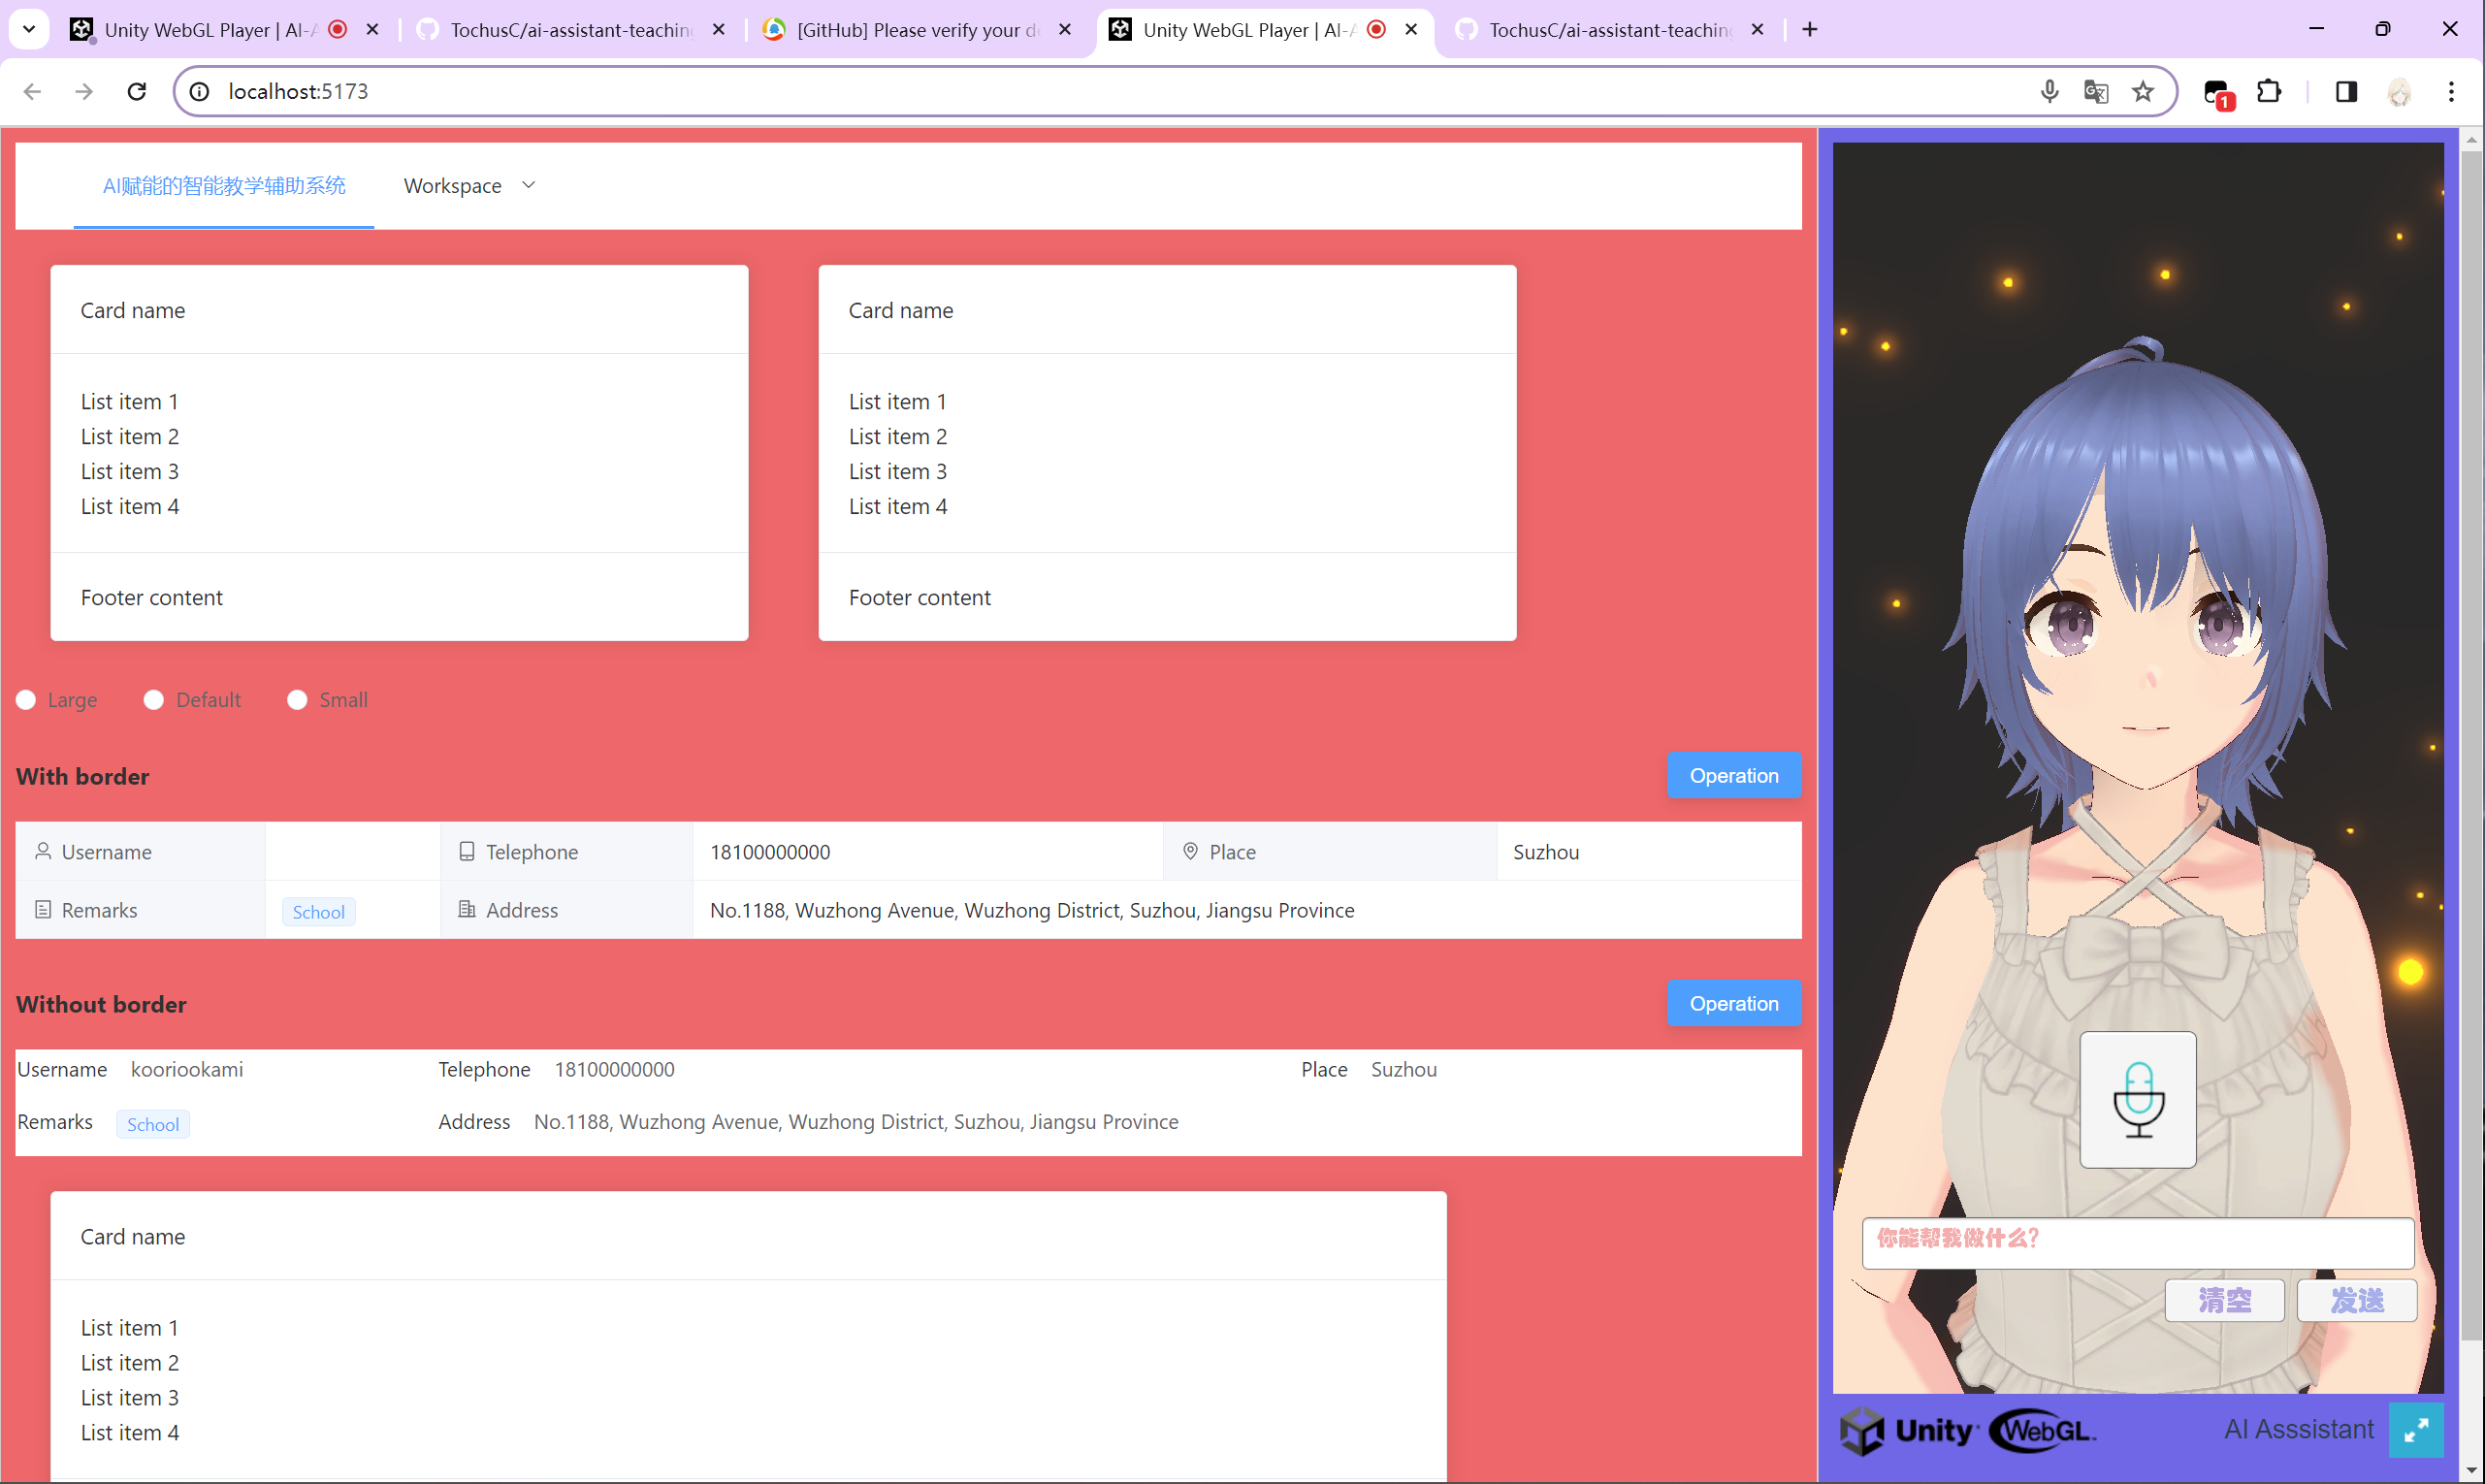 Unity WebGL Player | AI-A
TochusC/ai-assistant-teaching
[GitHub] Please verify your de
Unity WebGL Player | AI-A
TochusC/ai-assistant-teaching
localhost:5173
1
AI赋能的智能教学辅助系统
Workspace
Card name
List item 1
List item 2
List item 3
List item 4
Footer content
Card name
List item 1
List item 2
List item 3
List item 4
Footer content
Large
Default
Small
With border
Operation
Username
Telephone
18100000000
Place
Suzhou
Remarks
School
Address
No.1188, Wuzhong Avenue, Wuzhong District, Suzhou, Jiangsu Province
Without border
Operation
Username kooriookami
Telephone 18100000000
Place Suzhou
Remarks School
Address No.1188, Wuzhong Avenue, Wuzhong District, Suzhou, Jiangsu Province
Card name
List item 1
List item 2
List item 3
List item 4
你能帮我做什么?
清空
发送
Unity
WebGL
AI Asssistant